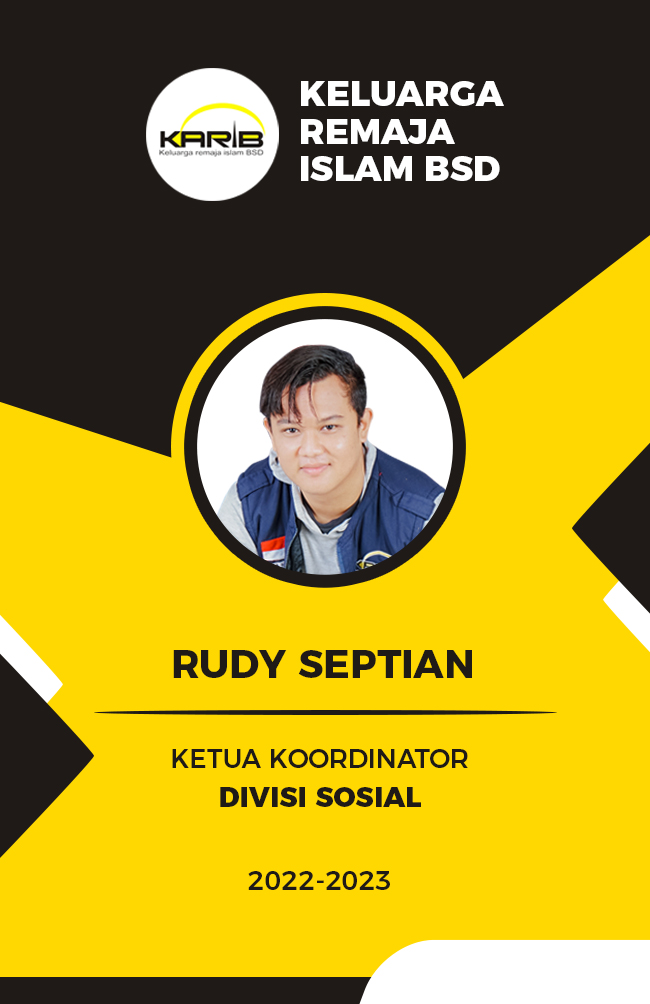 KARIB
Keluarga remaja islam BSD
KELUARGA
REMAJA
ISLAM BSD
RUDY SEPTIAN
KETUA KOORDINATOR
DIVISI SOSIAL
2022-2023